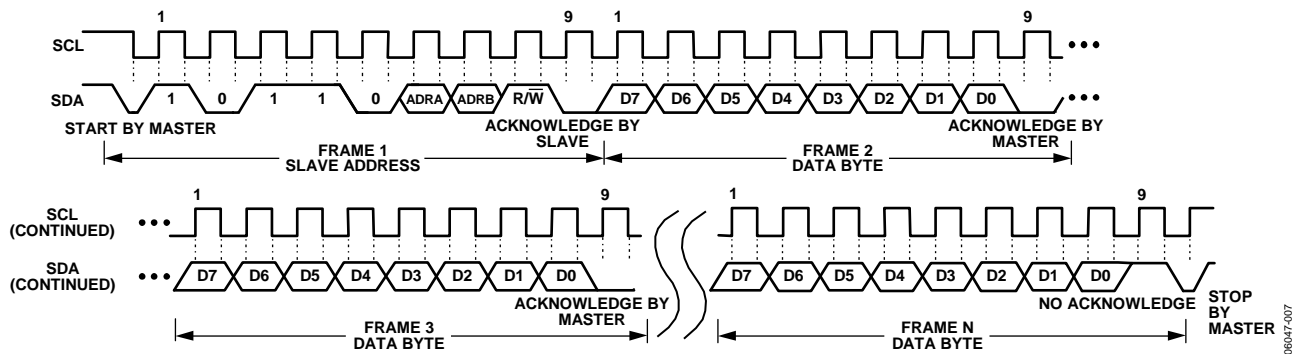 1 9 1 9
SCL
SDA 1 0 1 1 0 ADRA ADRB R/W̅ D7 D6 D5 D4 D3 D2 D1 D0
START BY MASTER ACKNOWLEDGE BY SLAVE ACKNOWLEDGE BY MASTER
FRAME 1 SLAVE ADDRESS
FRAME 2 DATA BYTE
1 9 1 9
SCL (CONTINUED)
SDA (CONTINUED) D7 D6 D5 D4 D3 D2 D1 D0 D7 D6 D5 D4 D3 D2 D1 D0
ACKNOWLEDGE BY MASTER NO ACKNOWLEDGE STOP BY MASTER
FRAME 3 DATA BYTE
FRAME N DATA BYTE
06047-007